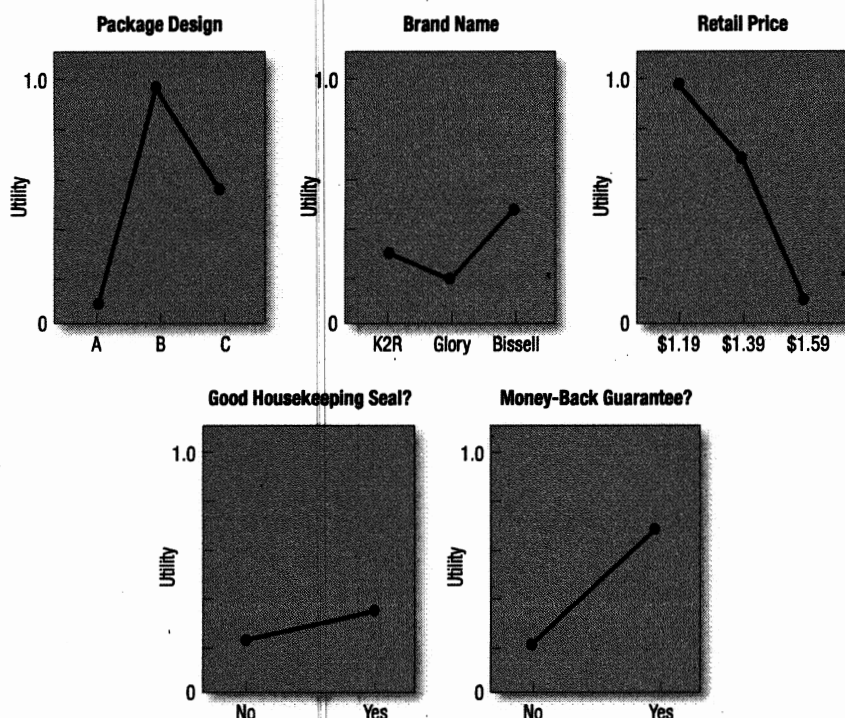 Package Design
Brand Name
Retail Price
1.0
1.0
1.0
Utility
Utility
Utility
0
0
0
A B C
K2R Glory Bissell
$1.19 $1.39 $1.59
Good Housekeeping Seal?
Money-Back Guarantee?
1.0
1.0
Utility
Utility
0
0
No Yes
No Yes